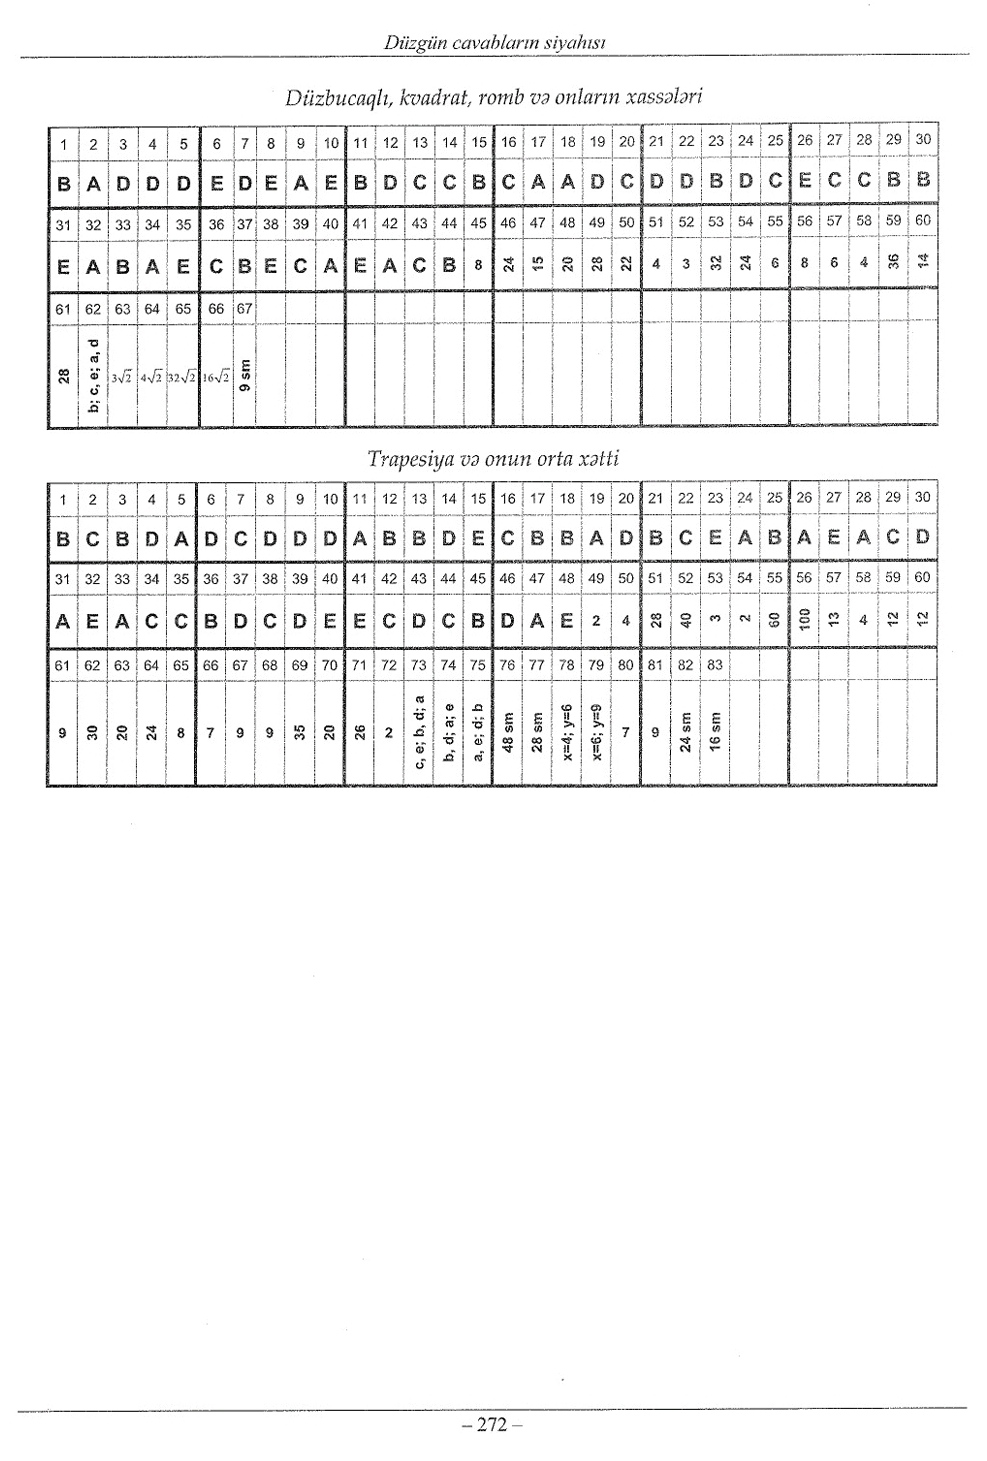 Düzgün cavabların siyahısı
Düzbucaqlı, kvadrat, romb və onların xassələri
1 2 3 4 5 6 7 8 9 10 11 12 13 14 15 16 17 18 19 20 21 22 23 24 25 26 27 28 29 30
B A D D D E D E A E B D C C B C A A D C D D B D C E C C B B
31 32 33 34 35 36 37 38 39 40 41 42 43 44 45 46 47 48 49 50 51 52 53 54 55 56 57 58 59 60
E A B A E C B E C A E A C B 8 24 15 20 28 22 4 3 32 24 6 8 6 4 36 14
61 62 63 64 65 66 67
28 b; c, e; a, d 3√2 4√2 32√2 16√2 9 sm
Trapesiya və onun orta xətti
1 2 3 4 5 6 7 8 9 10 11 12 13 14 15 16 17 18 19 20 21 22 23 24 25 26 27 28 29 30
B C B D A D C D D D A B B D E C B B A D B C E A B A E A C D
31 32 33 34 35 36 37 38 39 40 41 42 43 44 45 46 47 48 49 50 51 52 53 54 55 56 57 58 59 60
A E A C C B D C D E E C D C B D A E 2 4 28 40 3 2 60 100 13 4 12 12
61 62 63 64 65 66 67 68 69 70 71 72 73 74 75 76 77 78 79 80 81 82 83
9 30 20 24 8 7 9 9 35 20 26 2 c, e; b, d; a b, d; a; e a, e; d; b 48 sm 28 sm x=4; y=6 x=6; y=9 7 9 24 sm 16 sm
– 272 –